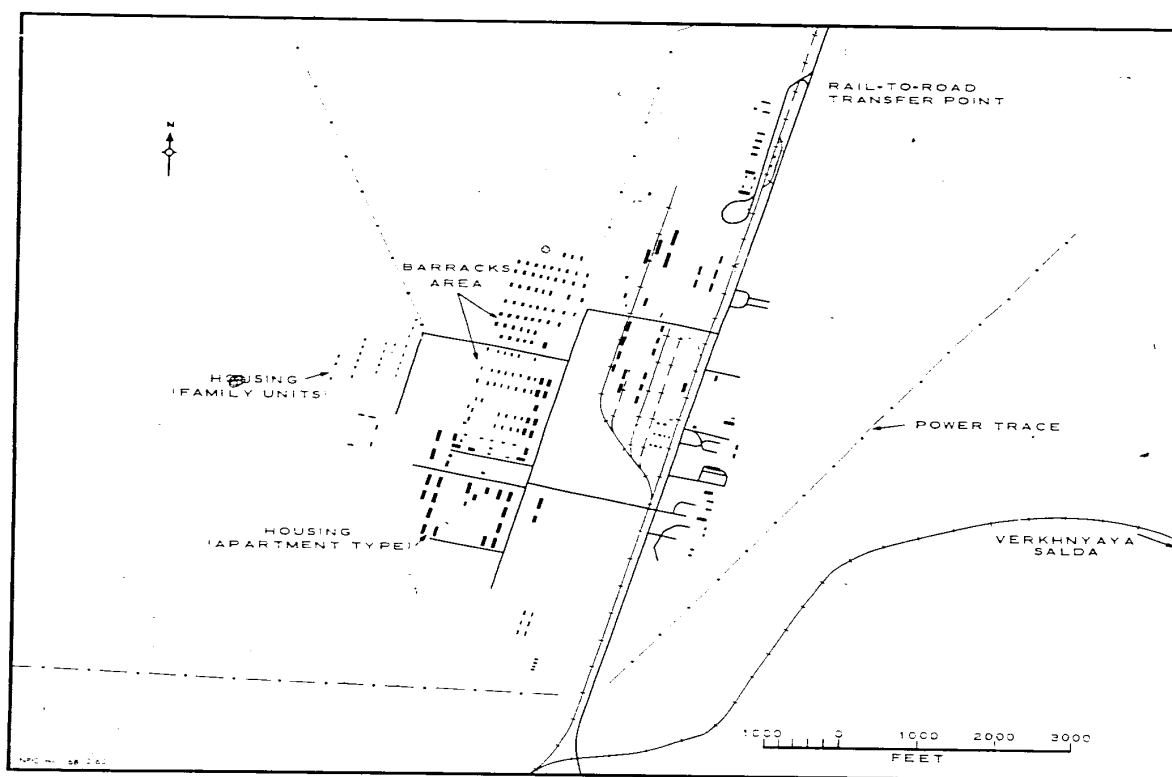 RAIL-TO-ROAD
TRANSFER POINT
N
BARRACKS
AREA
HOUSING
(FAMILY UNITS)
POWER TRACE
HOUSING
(APARTMENT TYPE)
VERKHNYAYA
SALDA
1000 0 1000 2000 3000
FEET